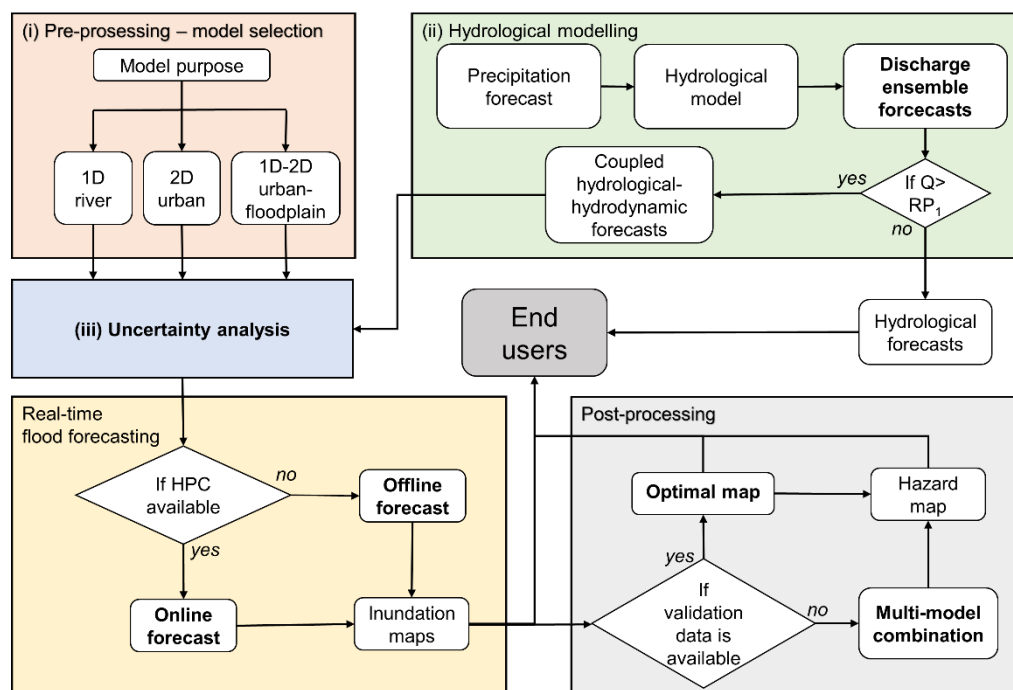 (i) Pre-prosessing – model selection
Model purpose
1D
river
2D
urban
1D-2D
urban-
floodplain
(ii) Hydrological modelling
Precipitation
forecast
Hydrological
model
Discharge
ensemble
forcecasts
If Q>
RP1
yes
no
Coupled
hydrological-
hydrodynamic
forecasts
Hydrological
forecasts
(iii) Uncertainty analysis
End
users
Real-time
flood forecasting
If HPC
available
no
yes
Offline
forecast
Online
forecast
Inundation
maps
Post-processing
Optimal map
Hazard
map
yes
If
validation
data is
available
no
Multi-model
combination